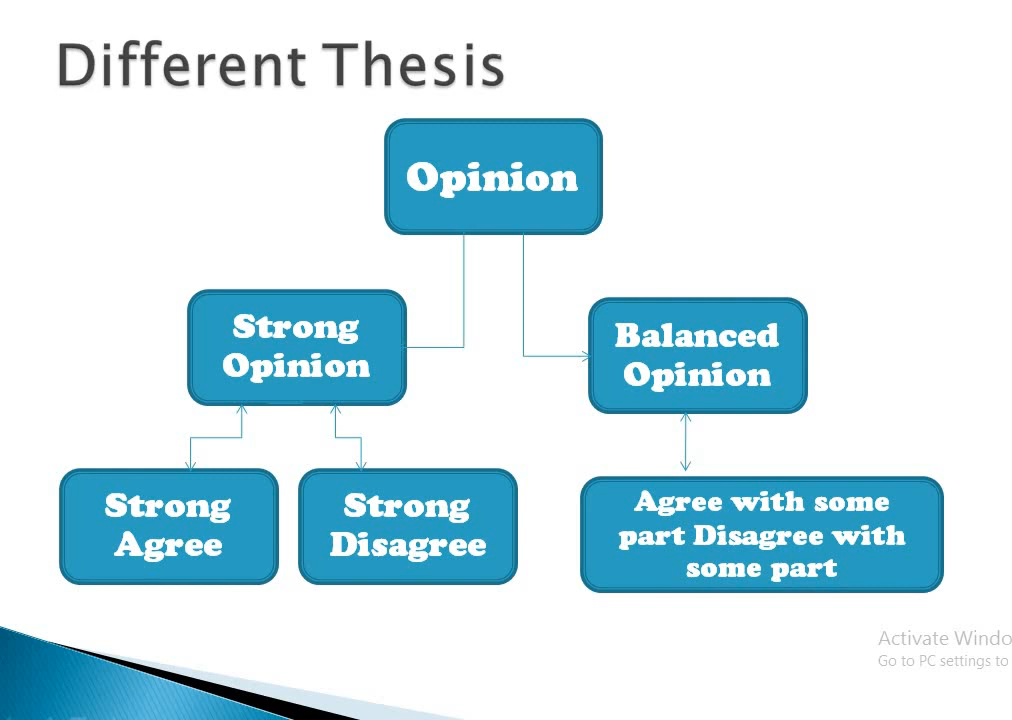 Different Thesis
Opinion
Strong
Opinion
Balanced
Opinion
Strong
Agree
Strong
Disagree
Agree with some
part Disagree with
some part
Activate Windo
Go to PC settings to